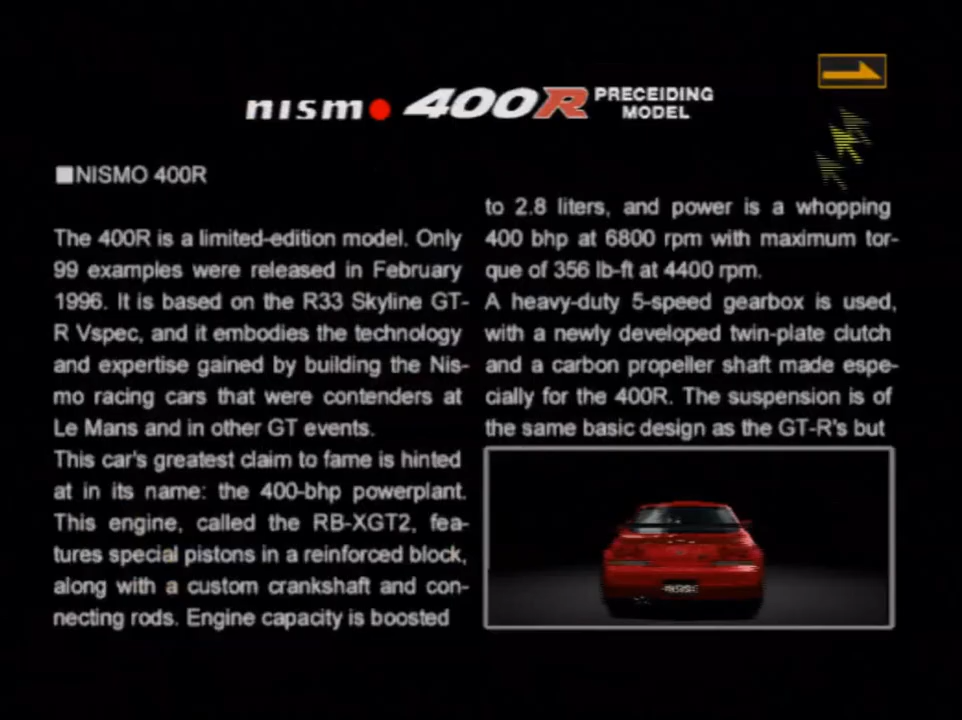 nismo 400R PRECEIDING
MODEL
■NISMO 400R
The 400R is a limited-edition model. Only
99 examples were released in February
1996. It is based on the R33 Skyline GT-
R Vspec, and it embodies the technology
and expertise gained by building the Nis-
mo racing cars that were contenders at
Le Mans and in other GT events.
This car's greatest claim to fame is hinted
at in its name: the 400-bhp powerplant.
This engine, called the RB-XGT2, fea-
tures special pistons in a reinforced block,
along with a custom crankshaft and con-
necting rods. Engine capacity is boosted
to 2.8 liters, and power is a whopping
400 bhp at 6800 rpm with maximum tor-
que of 356 lb-ft at 4400 rpm.
A heavy-duty 5-speed gearbox is used,
with a newly developed twin-plate clutch
and a carbon propeller shaft made espe-
cially for the 400R. The suspension is of
the same basic design as the GT-R's but